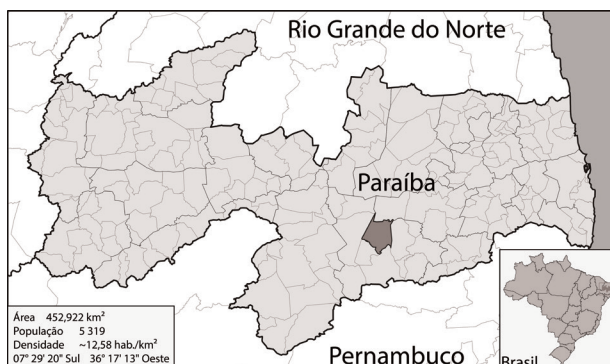 Rio Grande do Norte
Paraíba
Área 452,922 km²
População 5 319
Densidade ~12,58 hab./km²
07° 29' 20" Sul 36° 17' 13" Oeste
Pernambuco
Brasil